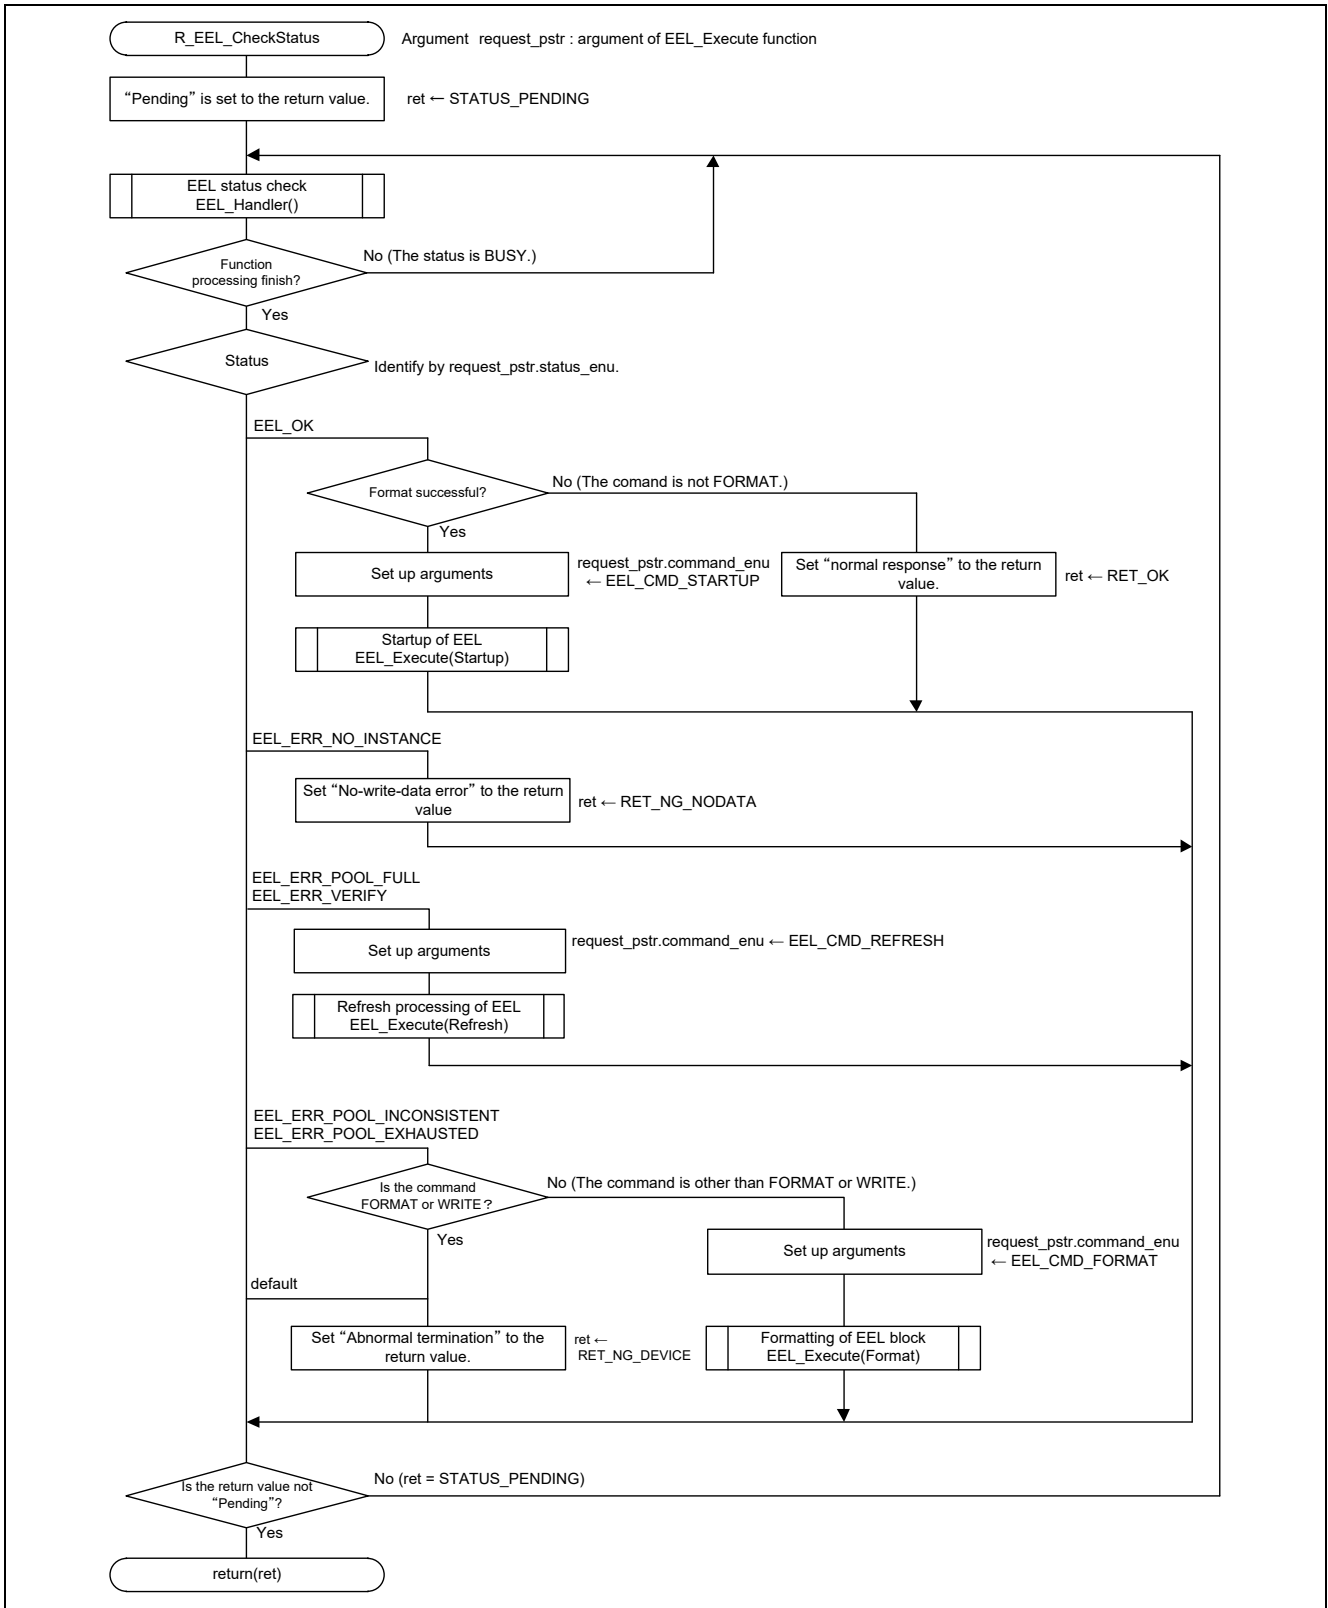 R_EEL_CheckStatus
Argument request_pstr : argument of EEL_Execute function
“Pending” is set to the return value.
ret ← STATUS_PENDING
EEL status check
EEL_Handler()
Function
processing finish?
No (The status is BUSY.)
Yes
Status
Identify by request_pstr.status_enu.
EEL_OK
Format successful?
No (The comand is not FORMAT.)
Yes
Set up arguments
request_pstr.command_enu
← EEL_CMD_STARTUP
Set “normal response” to the return
value.
ret ← RET_OK
Startup of EEL
EEL_Execute(Startup)
EEL_ERR_NO_INSTANCE
Set “No-write-data error” to the return
value
ret ← RET_NG_NODATA
EEL_ERR_POOL_FULL
EEL_ERR_VERIFY
Set up arguments
request_pstr.command_enu ← EEL_CMD_REFRESH
Refresh processing of EEL
EEL_Execute(Refresh)
EEL_ERR_POOL_INCONSISTENT
EEL_ERR_POOL_EXHAUSTED
Is the command
FORMAT or WRITE？
No (The command is other than FORMAT or WRITE.)
Yes
Set up arguments
request_pstr.command_enu
← EEL_CMD_FORMAT
default
Set “Abnormal termination” to the
return value.
ret ←
RET_NG_DEVICE
Formatting of EEL block
EEL_Execute(Format)
Is the return value not
“Pending”?
No (ret = STATUS_PENDING)
Yes
return(ret)